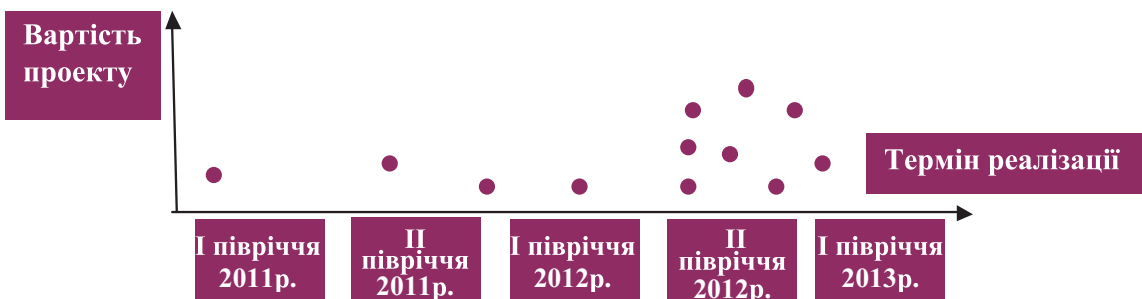 Вартість
проекту
Термін реалізації
І півріччя
2011р.
ІІ
півріччя
2011р.
І півріччя
2012р.
ІІ
півріччя
2012р.
І півріччя
2013р.